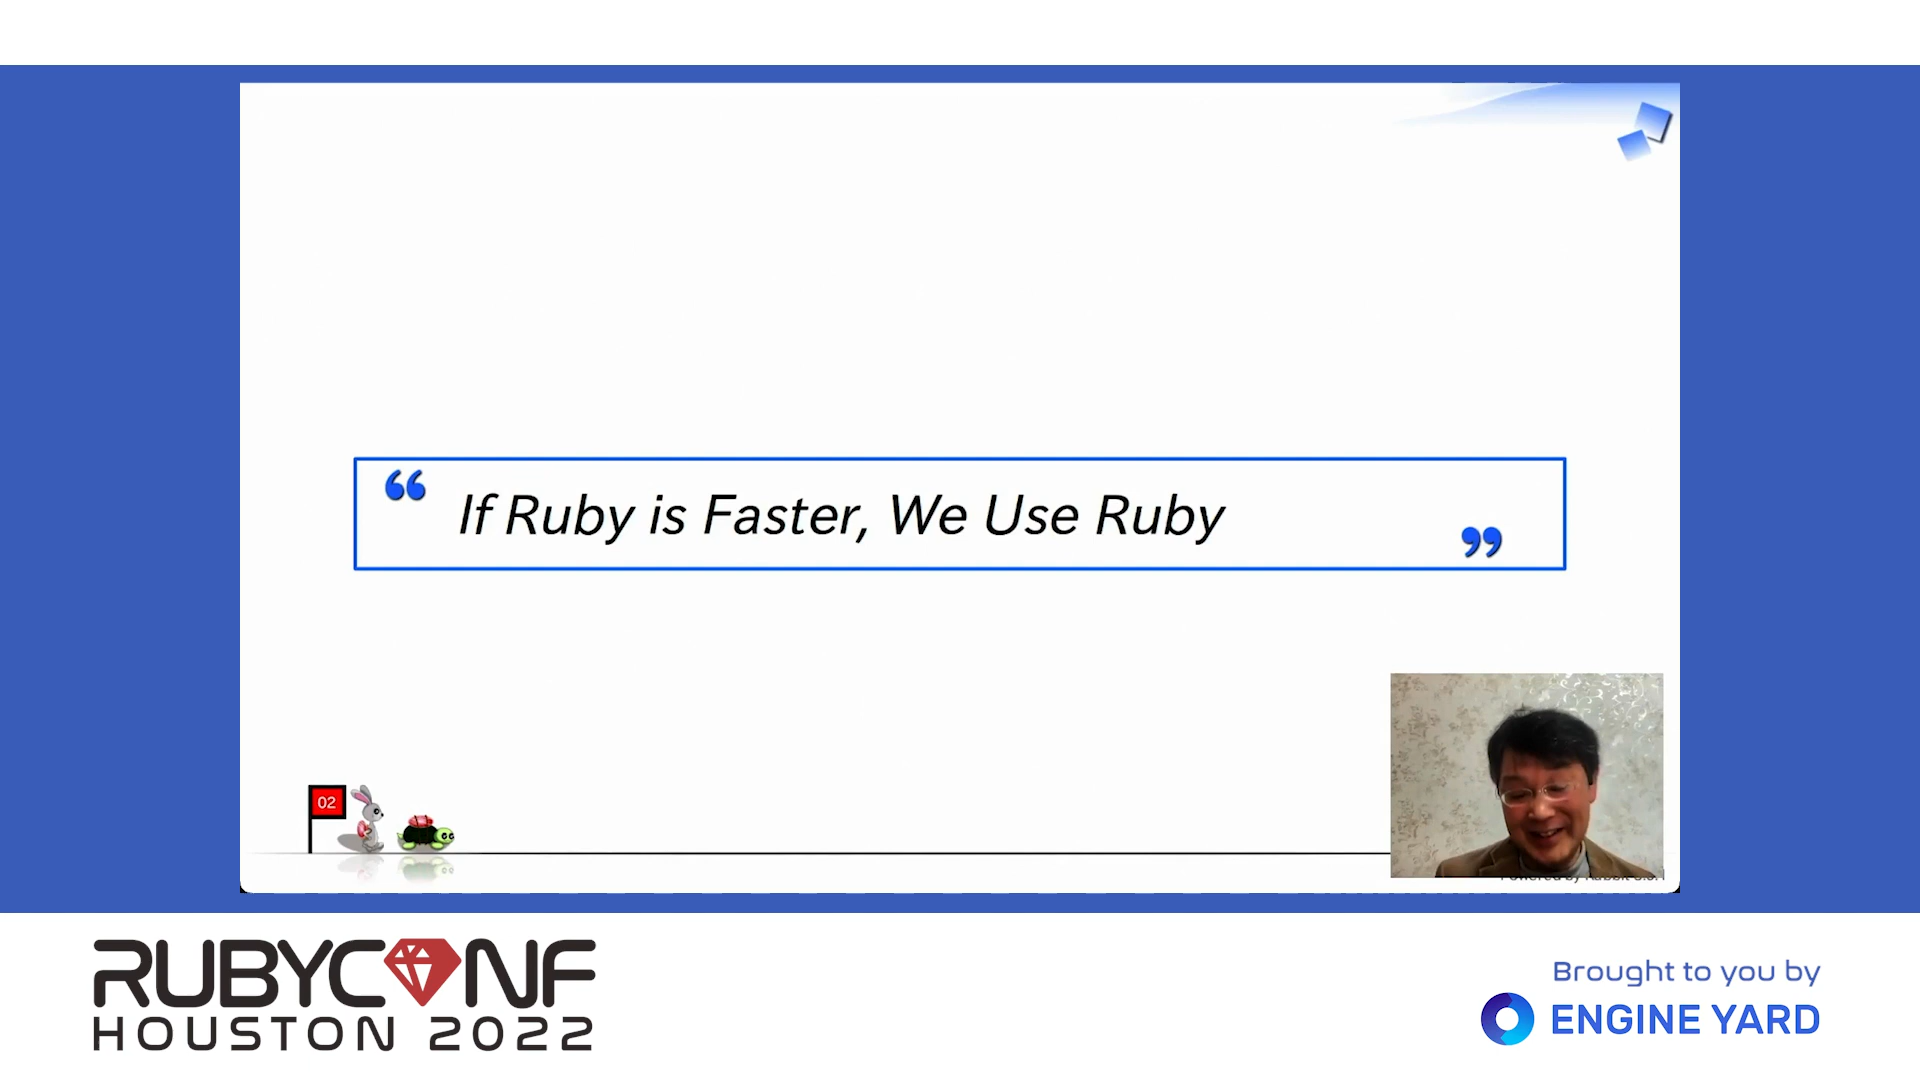 “ If Ruby is Faster, We Use Ruby ”
02
RUBYCONF
HOUSTON 2022
Brought to you by
ENGINE YARD